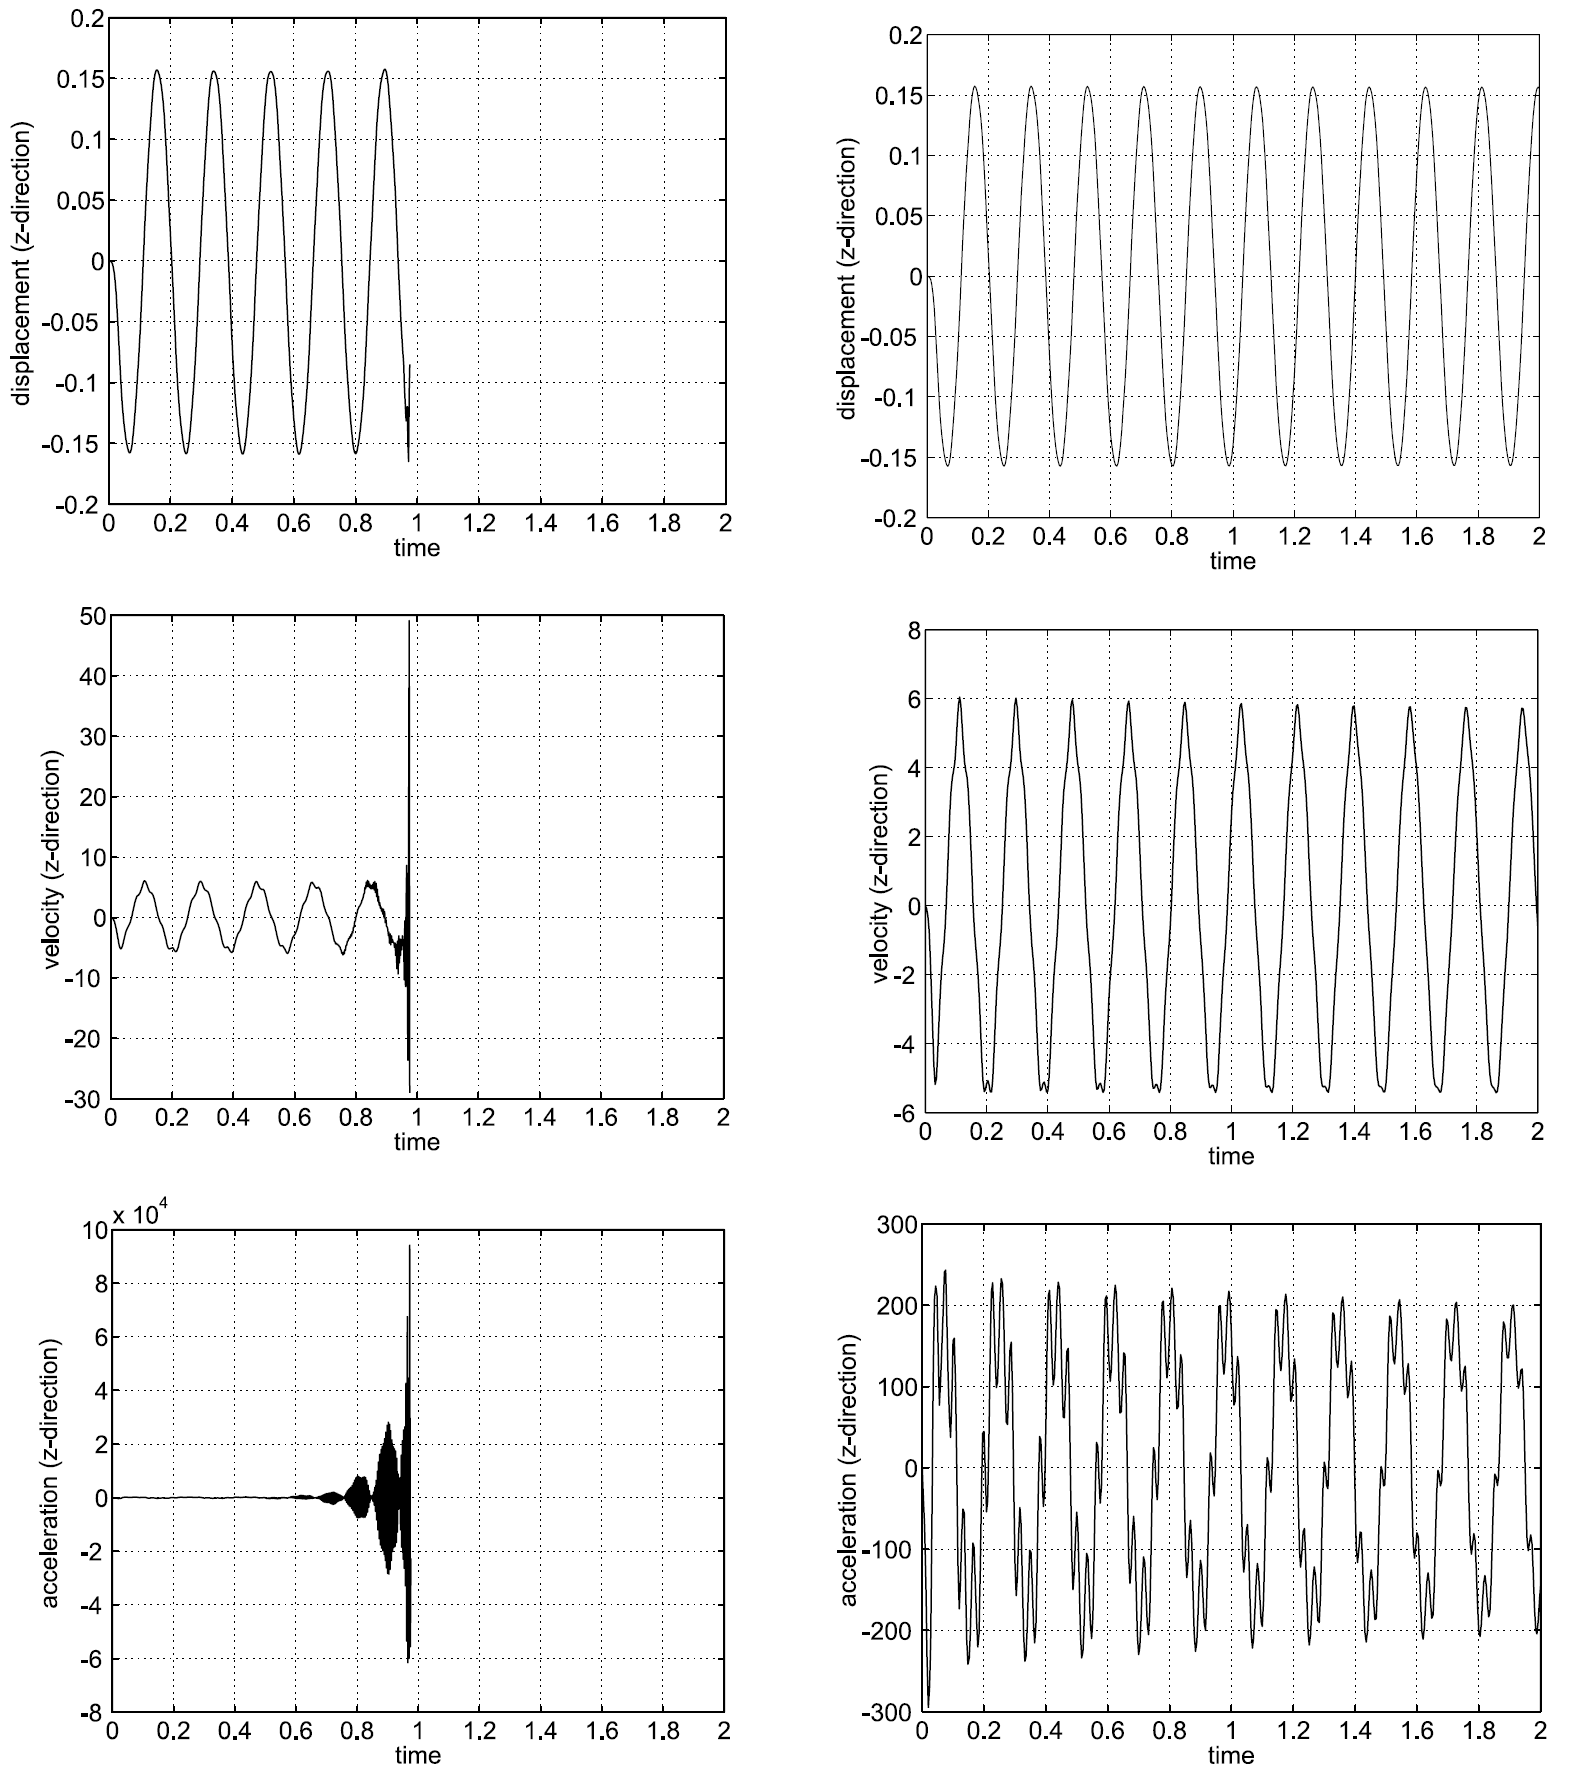 0.2
0.15
0.1
0.05
0
-0.05
-0.1
-0.15
-0.2
displacement (z-direction)
0 0.2 0.4 0.6 0.8 1 1.2 1.4 1.6 1.8 2
time
0.2
0.15
0.1
0.05
0
-0.05
-0.1
-0.15
-0.2
displacement (z-direction)
0 0.2 0.4 0.6 0.8 1 1.2 1.4 1.6 1.8 2
time
50
40
30
20
10
0
-10
-20
-30
velocity (z-direction)
0 0.2 0.4 0.6 0.8 1 1.2 1.4 1.6 1.8 2
time
8
6
4
2
0
-2
-4
-6
velocity (z-direction)
0 0.2 0.4 0.6 0.8 1 1.2 1.4 1.6 1.8 2
time
x 10^4
10
8
6
4
2
0
-2
-4
-6
-8
acceleration (z-direction)
0 0.2 0.4 0.6 0.8 1 1.2 1.4 1.6 1.8 2
time
300
200
100
0
-100
-200
-300
acceleration (z-direction)
0 0.2 0.4 0.6 0.8 1 1.2 1.4 1.6 1.8 2
time